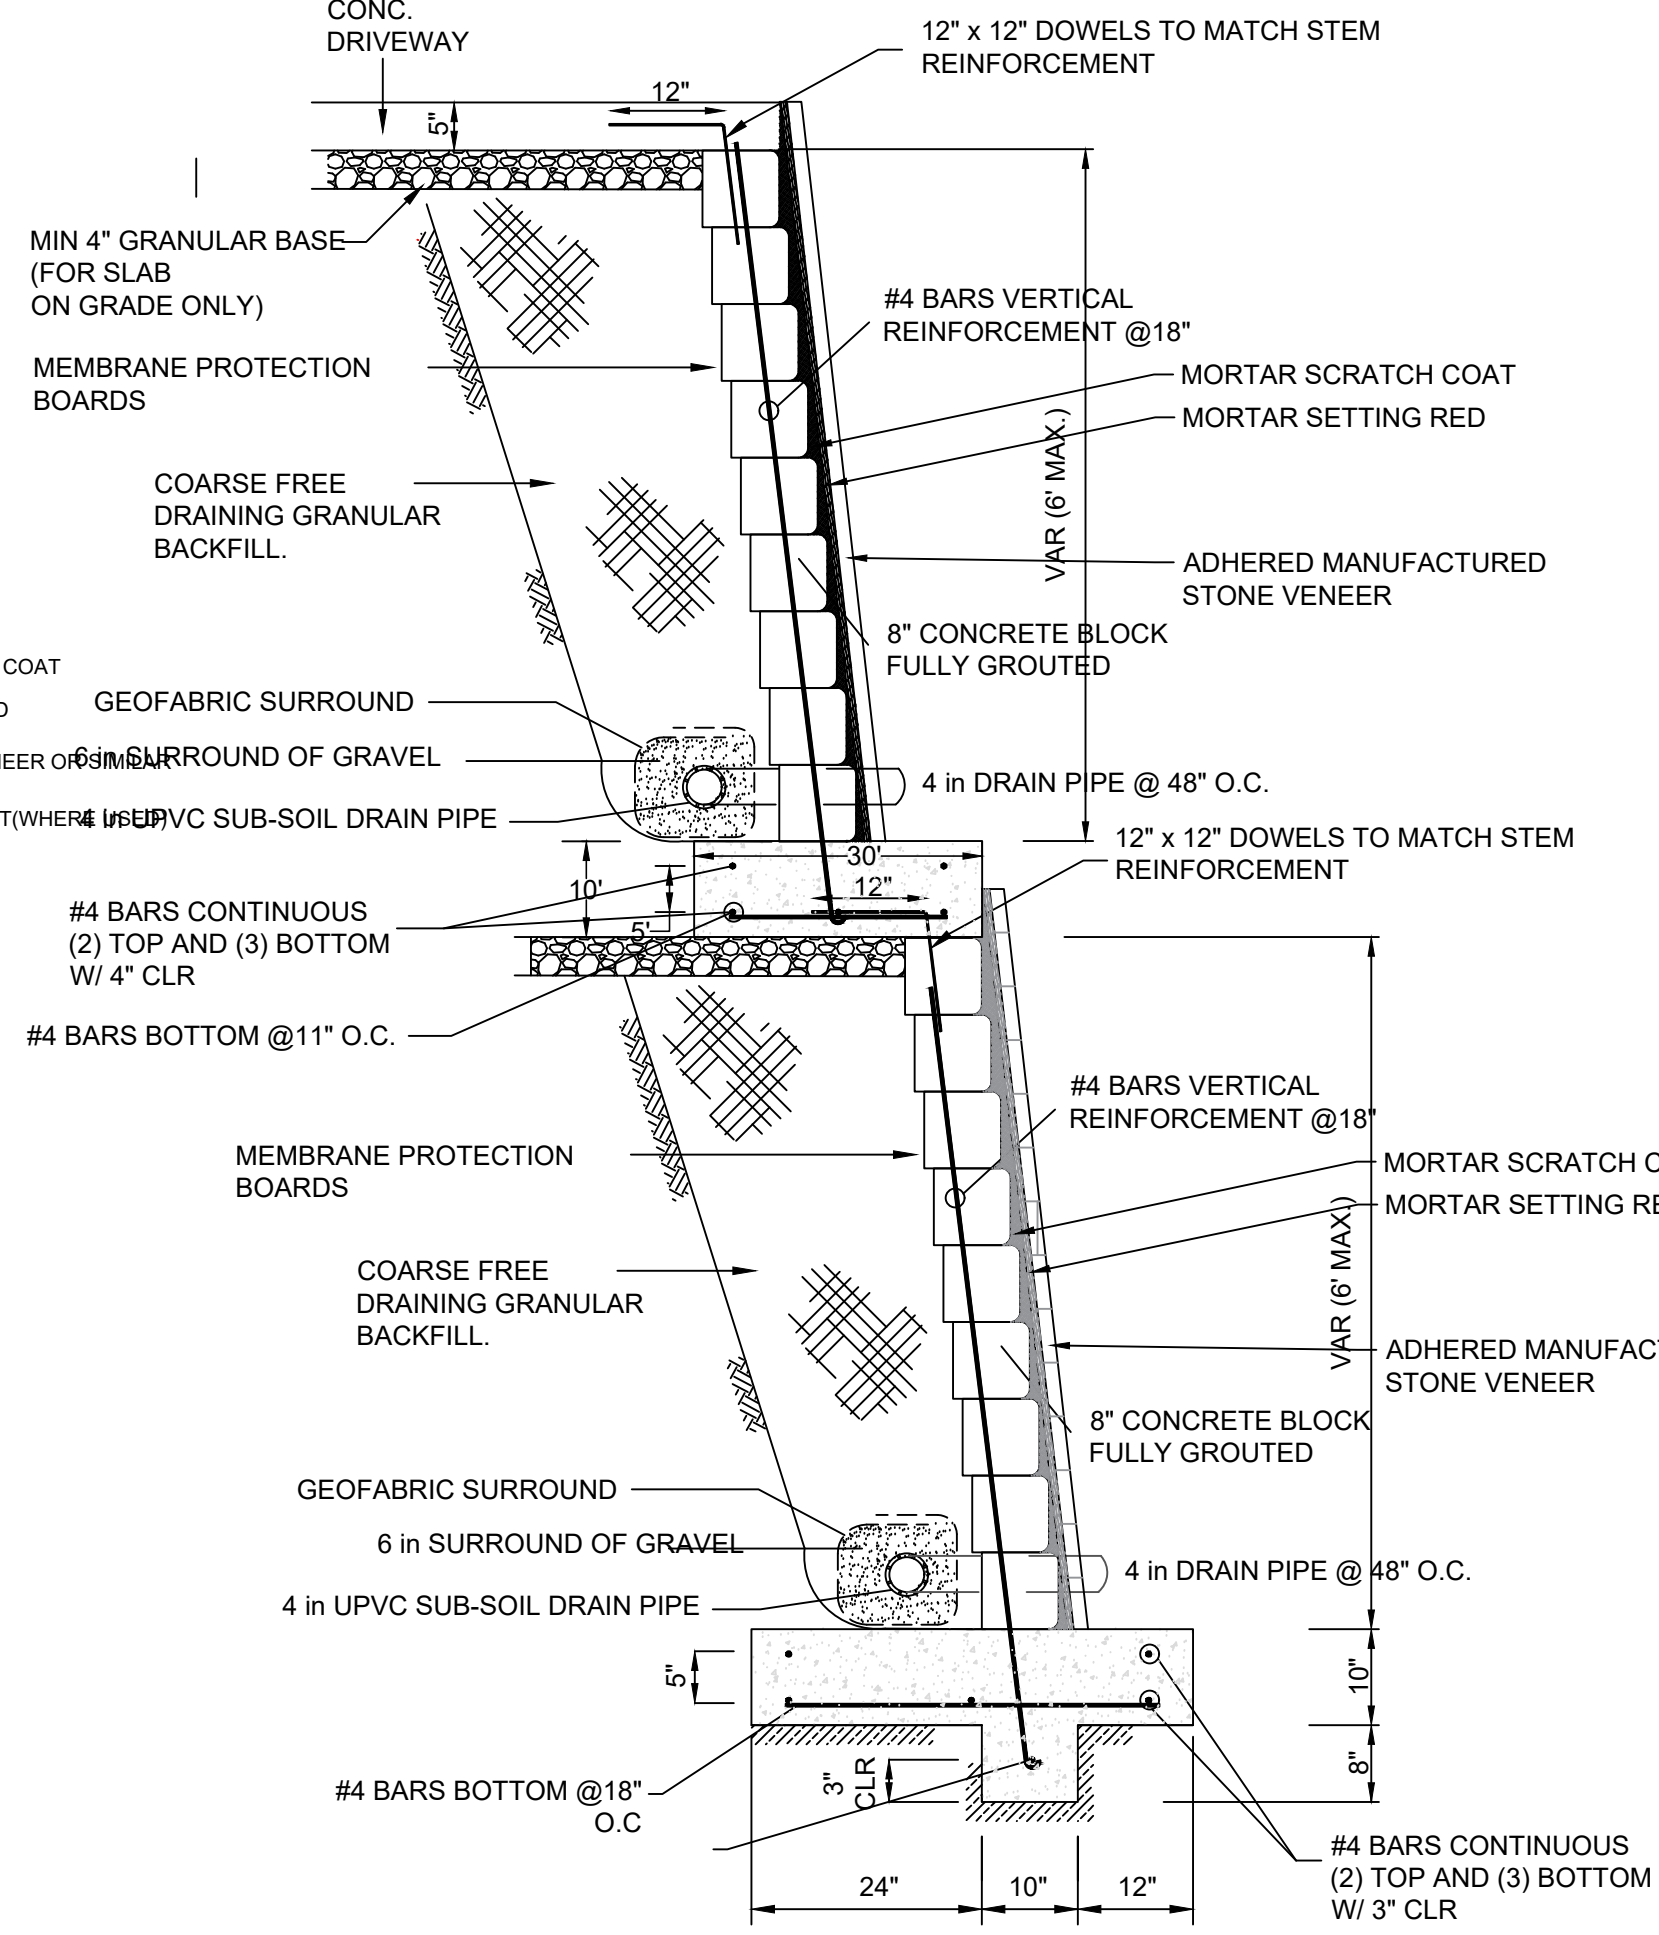 CONC.
DRIVEWAY
12" x 12" DOWELS TO MATCH STEM
REINFORCEMENT
12"
5"
MIN 4" GRANULAR BASE
(FOR SLAB
ON GRADE ONLY)
#4 BARS VERTICAL
REINFORCEMENT @18"
MEMBRANE PROTECTION
BOARDS
MORTAR SCRATCH COAT
MORTAR SETTING RED
VAR (6' MAX.)
COARSE FREE
DRAINING GRANULAR
BACKFILL.
ADHERED MANUFACTURED
STONE VENEER
8" CONCRETE BLOCK
FULLY GROUTED
COAT
GEOFABRIC SURROUND
6 in SURROUND OF GRAVEL
OR SIMILAR
4 in UPVC SUB-SOIL DRAIN PIPE
T(WHERE USED)
4 in DRAIN PIPE @ 48" O.C.
12" x 12" DOWELS TO MATCH STEM
REINFORCEMENT
30'
10'
12"
5'
#4 BARS CONTINUOUS
(2) TOP AND (3) BOTTOM
W/ 4" CLR
#4 BARS BOTTOM @11" O.C.
#4 BARS VERTICAL
REINFORCEMENT @18"
MEMBRANE PROTECTION
BOARDS
MORTAR SCRATCH C
MORTAR SETTING RE
VAR (6' MAX.)
COARSE FREE
DRAINING GRANULAR
BACKFILL.
ADHERED MANUFACT
STONE VENEER
8" CONCRETE BLOCK
FULLY GROUTED
GEOFABRIC SURROUND
6 in SURROUND OF GRAVEL
4 in UPVC SUB-SOIL DRAIN PIPE
4 in DRAIN PIPE @ 48" O.C.
5"
10"
8"
3"
CLR
#4 BARS BOTTOM @18"
O.C
24"
10"
12"
#4 BARS CONTINUOUS
(2) TOP AND (3) BOTTOM
W/ 3" CLR